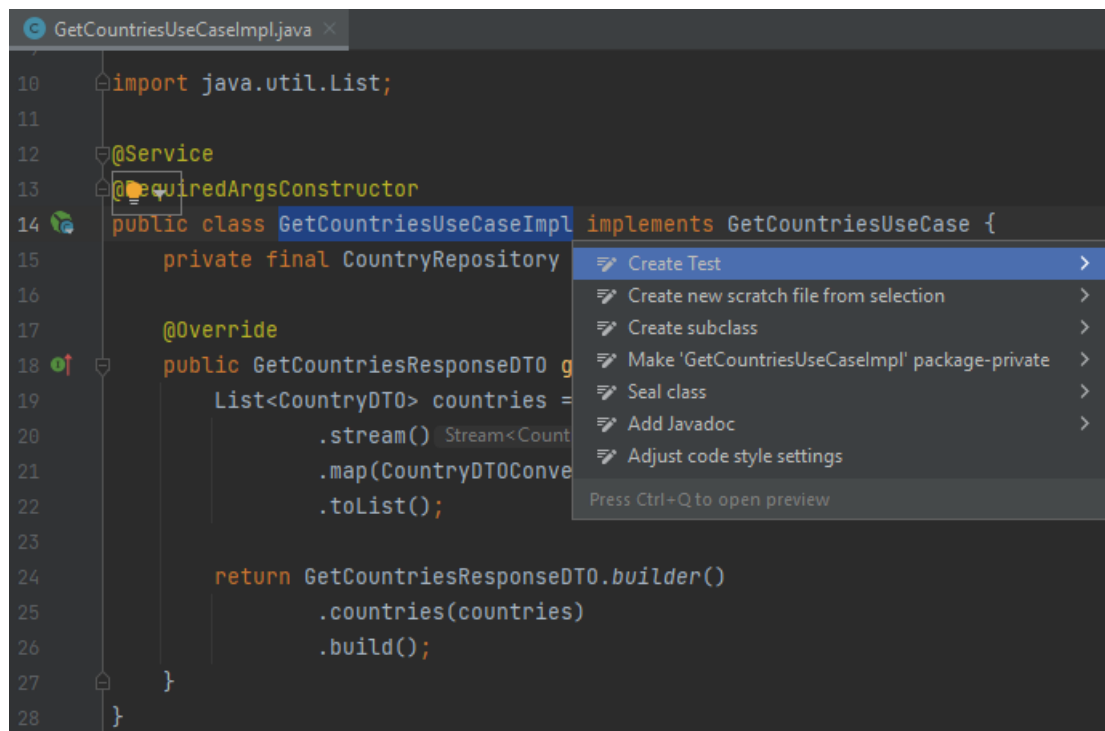 GetCountriesUseCaseImpl.java
10 import java.util.List;
11
12 @Service
13 @RequiredArgsConstructor
14 public class GetCountriesUseCaseImpl implements GetCountriesUseCase {
15 private final CountryRepository
Create Test
16
Create new scratch file from selection
17 @Override
Create subclass
18 public GetCountriesResponseDTO g
Make 'GetCountriesUseCaseImpl' package-private
19 List<CountryDTO> countries =
Seal class
20 .stream() Stream<Count
Add Javadoc
21 .map(CountryDTOConve
Adjust code style settings
22 .toList();
Press Ctrl+Q to open preview
23
24 return GetCountriesResponseDTO.builder()
25 .countries(countries)
26 .build();
27 }
28 }